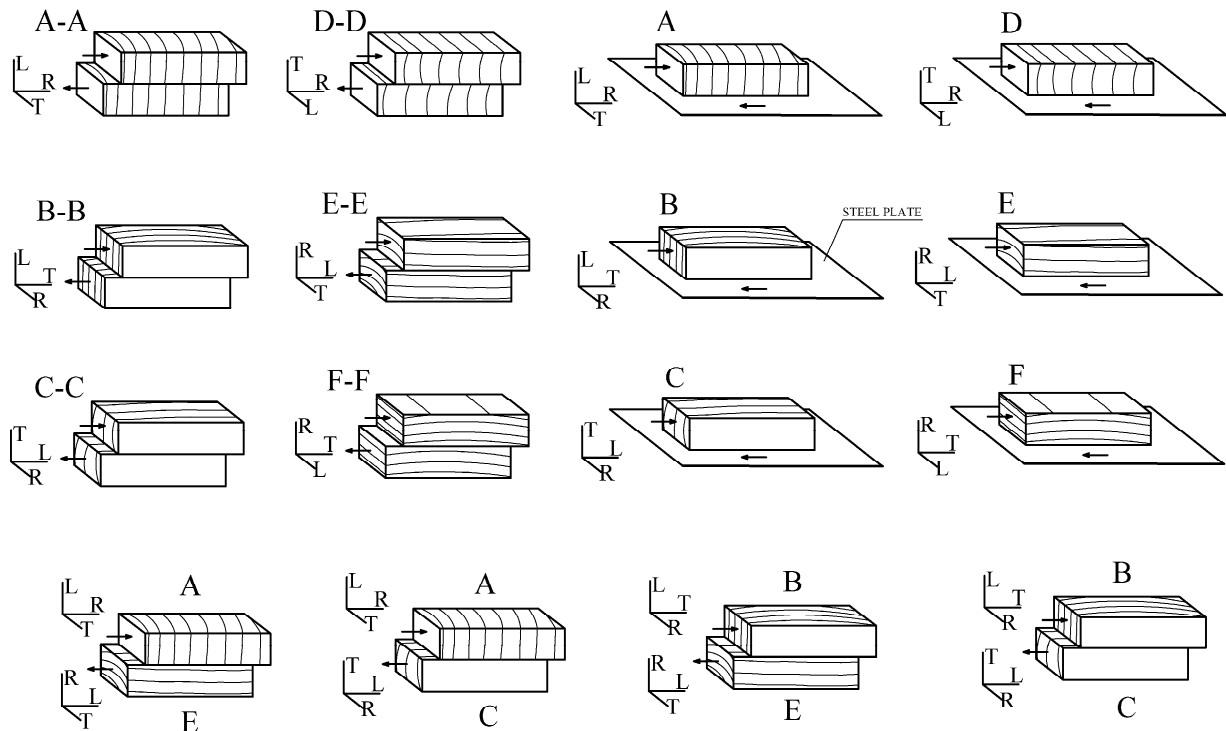 A-A D-D A D
L T L T
R R R R
T L T L
B-B E-E B STEEL PLATE E
L R L R
T L T L
R T R T
C-C F-F C F
T R T R
L T L T
R L R L
A A B B
L L L L
R R T T
T T R R
R T R T
L L L L
T R T R
E C E C